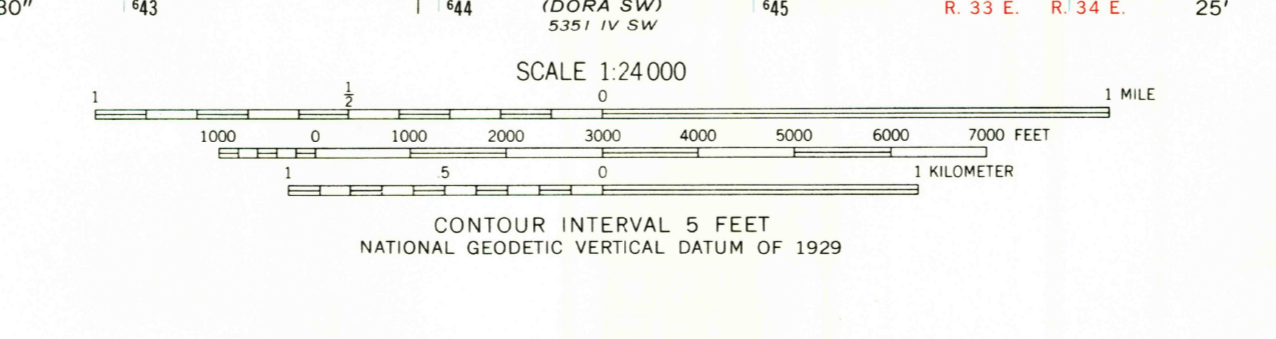 30" ⁶43 ⁶44 (DORA SW) ⁶45 R. 33 E. R. 34 E. 25'
5351 IV SW
SCALE 1:24 000
1 ½ 0 1 MILE
1000 0 1000 2000 3000 4000 5000 6000 7000 FEET
1 .5 0 1 KILOMETER
CONTOUR INTERVAL 5 FEET
NATIONAL GEODETIC VERTICAL DATUM OF 1929